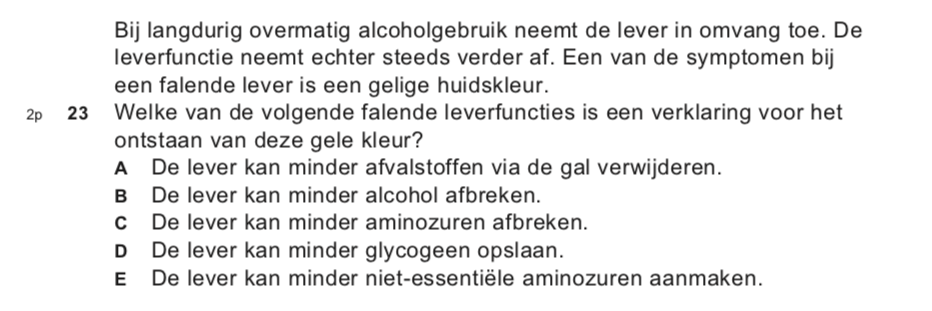 Bij langdurig overmatig alcoholgebruik neemt de lever in omvang toe. De
leverfunctie neemt echter steeds verder af. Een van de symptomen bij
een falende lever is een gelige huidskleur.
2p 23 Welke van de volgende falende leverfuncties is een verklaring voor het
ontstaan van deze gele kleur?
A De lever kan minder afvalstoffen via de gal verwijderen.
B De lever kan minder alcohol afbreken.
C De lever kan minder aminozuren afbreken.
D De lever kan minder glycogeen opslaan.
E De lever kan minder niet-essentiële aminozuren aanmaken.